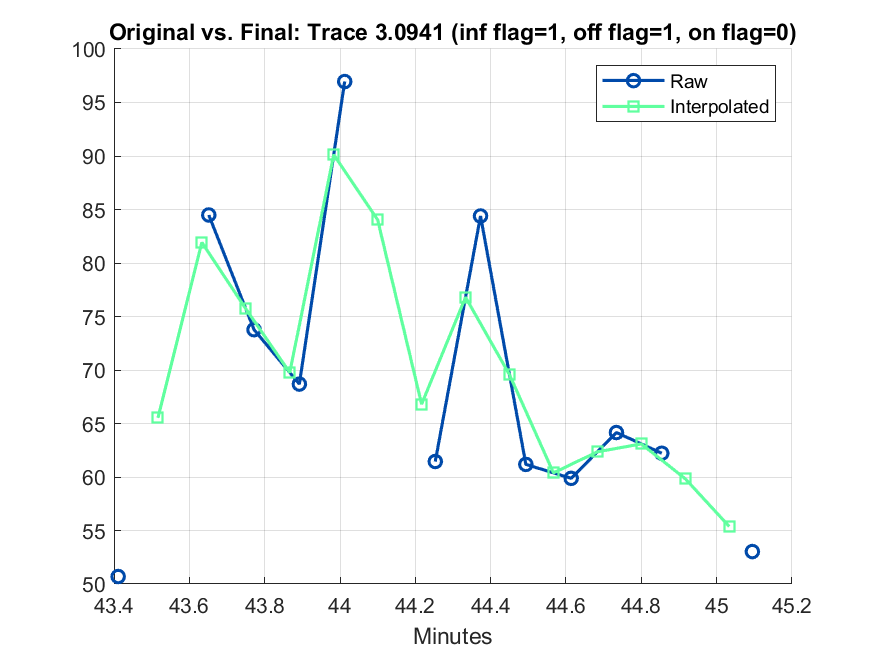 Original vs. Final: Trace 3.0941 (inf flag=1, off flag=1, on flag=0)
100
95
90
85
80
75
70
65
60
55
50
Raw
Interpolated
43.4 43.6 43.8 44 44.2 44.4 44.6 44.8 45 45.2
Minutes